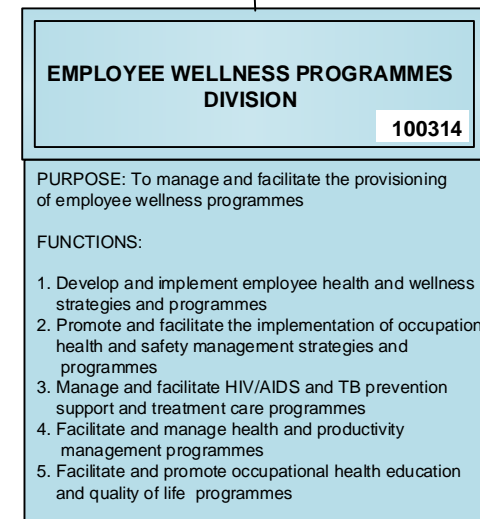 EMPLOYEE WELLNESS PROGRAMMES
DIVISION
100314
PURPOSE: To manage and facilitate the provisioning
of employee wellness programmes
FUNCTIONS:
1. Develop and implement employee health and wellness
strategies and programmes
2. Promote and facilitate the implementation of occupation
health and safety management strategies and
programmes
3. Manage and facilitate HIV/AIDS and TB prevention
support and treatment care programmes
4. Facilitate and manage health and productivity
management programmes
5. Facilitate and promote occupational health education
and quality of life programmes